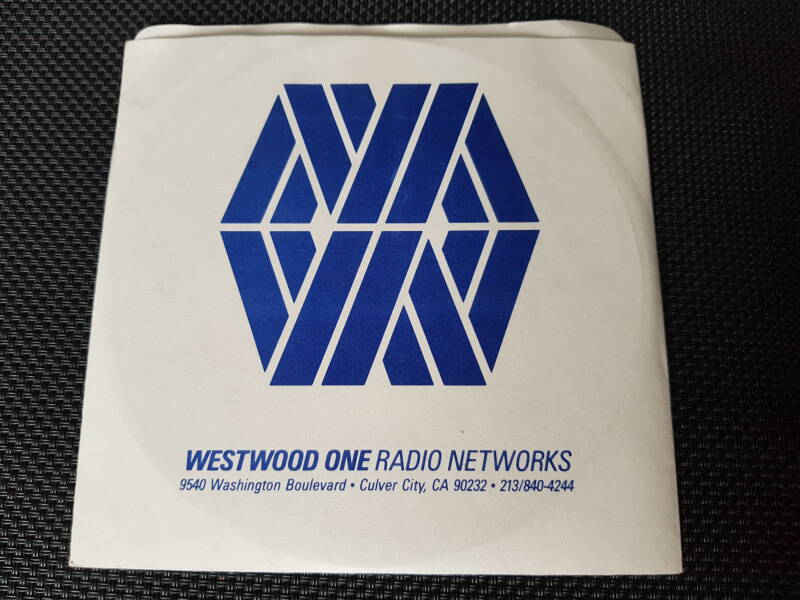 WESTWOOD ONE RADIO NETWORKS
9540 Washington Boulevard • Culver City, CA 90232 • 213/840-4244